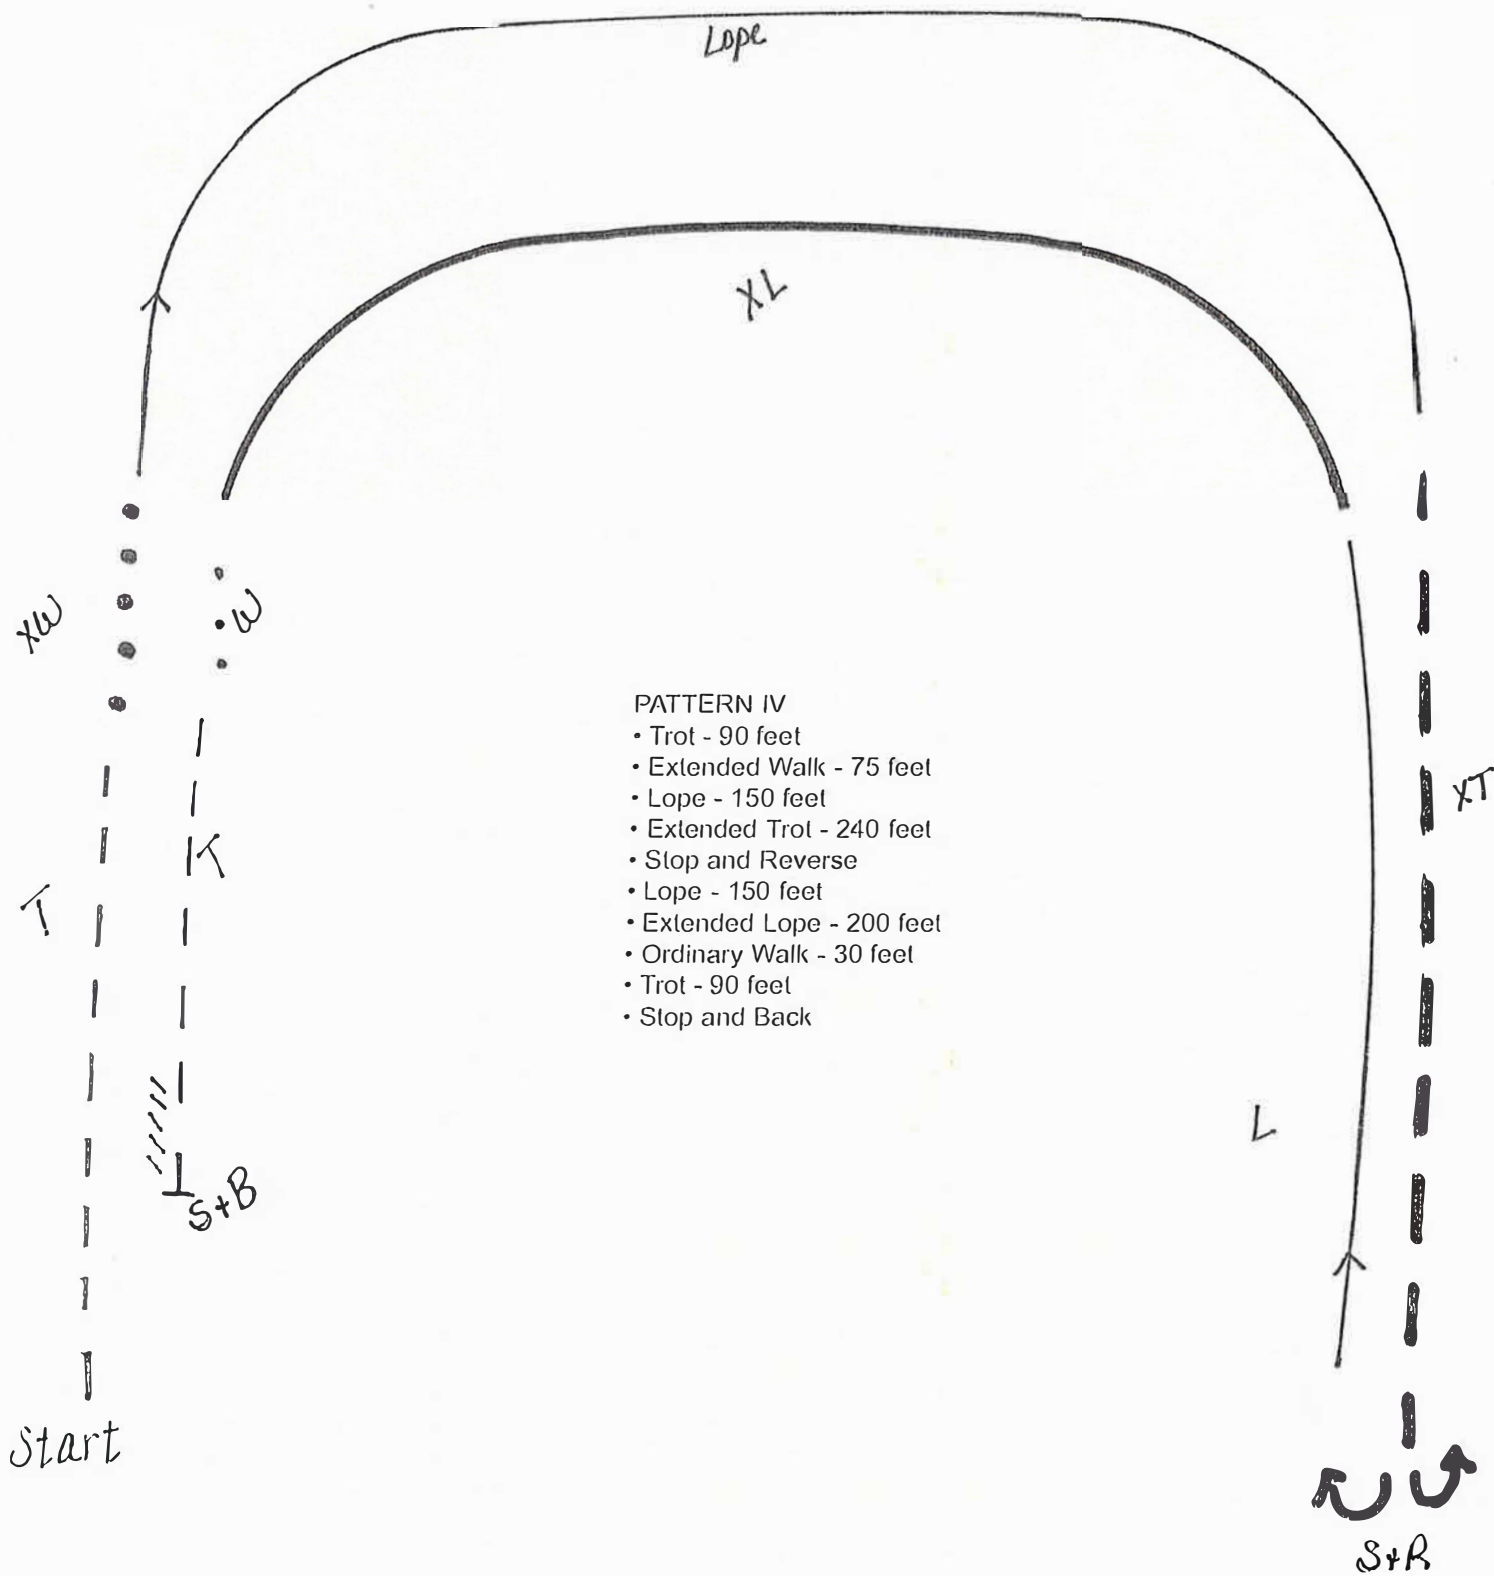 Lope
XL
XW
W
PATTERN IV
• Trot - 90 feet
• Extended Walk - 75 feet
• Lope - 150 feet
• Extended Trot - 240 feet
• Stop and Reverse
• Lope - 150 feet
• Extended Lope - 200 feet
• Ordinary Walk - 30 feet
• Trot - 90 feet
• Stop and Back
XT
T
T
L
S+B
Start
S+R